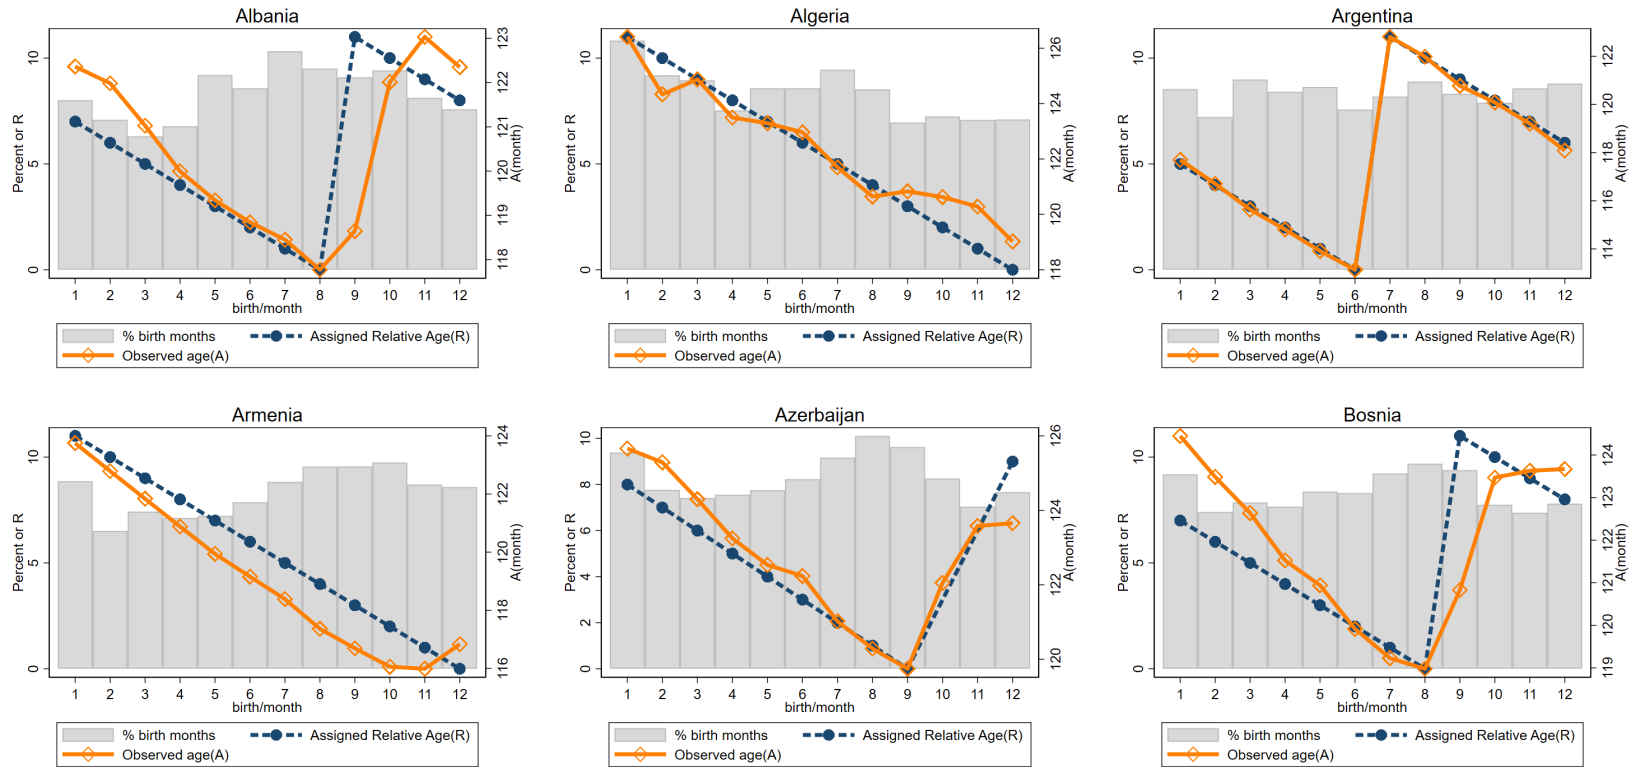 Albania
Percent or R
0
5
10
118
119
120
121
122
123
A(month)
1 2 3 4 5 6 7 8 9 10 11 12
birth/month
% birth months
Assigned Relative Age(R)
Observed age(A)
Algeria
Percent or R
0
5
10
118
120
122
124
126
A(month)
1 2 3 4 5 6 7 8 9 10 11 12
birth/month
% birth months
Assigned Relative Age(R)
Observed age(A)
Argentina
Percent or R
0
5
10
114
116
118
120
122
A(month)
1 2 3 4 5 6 7 8 9 10 11 12
birth/month
% birth months
Assigned Relative Age(R)
Observed age(A)
Armenia
Percent or R
0
5
10
116
118
120
122
124
A(month)
1 2 3 4 5 6 7 8 9 10 11 12
birth/month
% birth months
Assigned Relative Age(R)
Observed age(A)
Azerbaijan
Percent or R
0
2
4
6
8
10
120
122
124
126
A(month)
1 2 3 4 5 6 7 8 9 10 11 12
birth/month
% birth months
Assigned Relative Age(R)
Observed age(A)
Bosnia
Percent or R
0
5
10
119
120
121
122
123
124
A(month)
1 2 3 4 5 6 7 8 9 10 11 12
birth/month
% birth months
Assigned Relative Age(R)
Observed age(A)